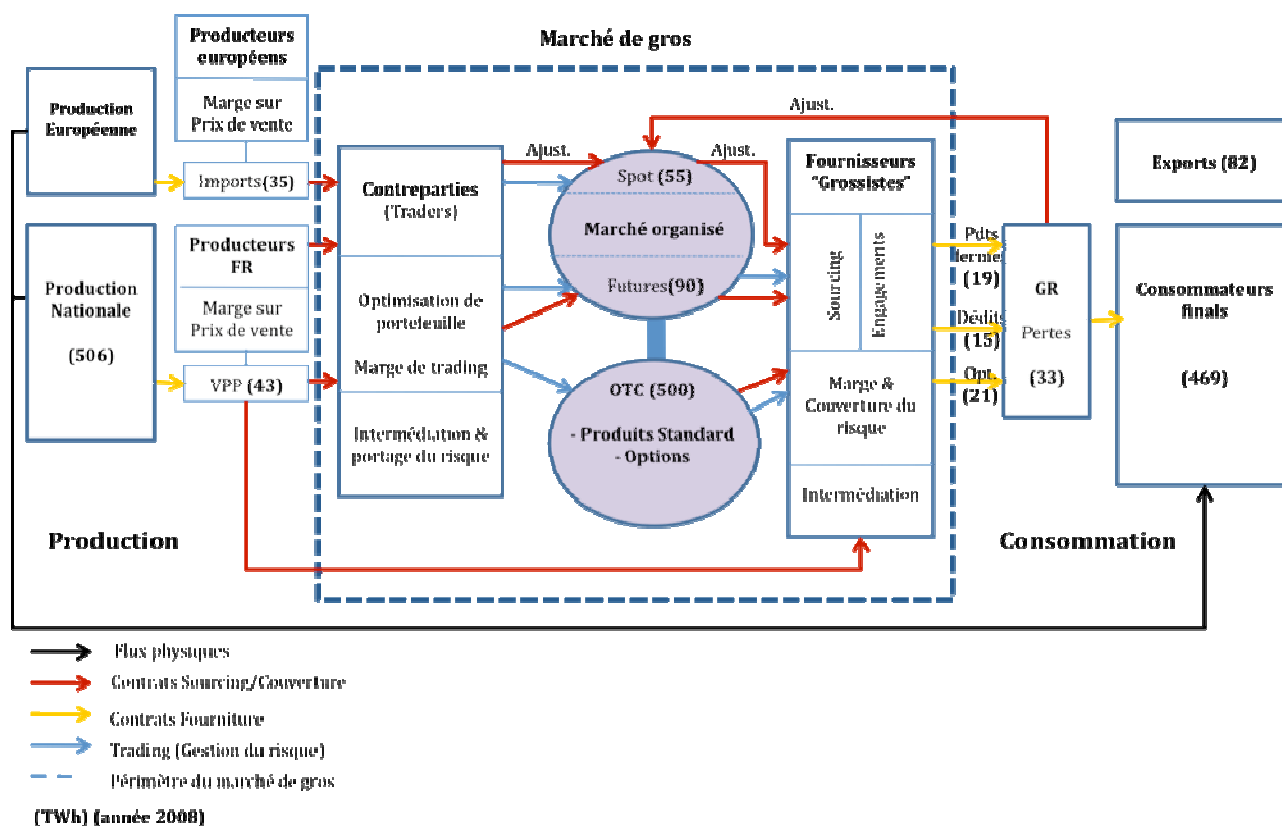 Producteurs
européens
Marge sur
Prix de vente
Imports (35)
Production
Européenne
Production
Nationale
(506)
Producteurs
FR
Marge sur
Prix de vente
VPP (43)
Production
Marché de gros
Contreparties
(Traders)
Optimisation de
portefeuille
Marge de trading
Intermédiation &
portage du risque
Ajust.
Ajust.
Ajust.
Spot (55)
Marché organisé
Futures(90)
OTC (500)
- Produits Standard
- Options
Fournisseurs
"Grossistes"
Sourcing
Engagements
Marge &
Couverture du
risque
Intermédiation
Pdts
(19)
Dédits
(15)
Opt.
(21)
GR
Pertes
(33)
Exports (82)
Consommateurs
finals
(469)
Consommation
Flux physiques
Contrats Sourcing/Couverture
Contrats Fourniture
Trading (Gestion du risque)
Périmètre du marché de gros
(TWh) (année 2008)